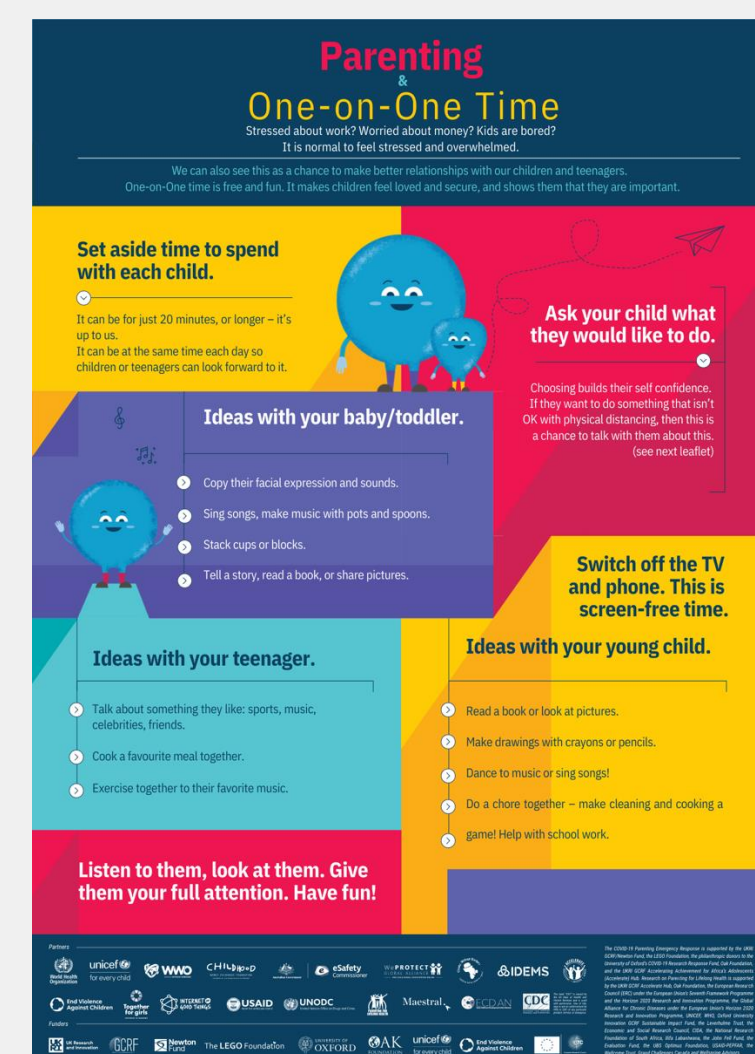 Parenting
&
One-on-One Time
Stressed about work? Worried about money? Kids are bored?
It is normal to feel stressed and overwhelmed.
We can also see this as a chance to make better relationships with our children and teenagers.
One-on-One time is free and fun. It makes children feel loved and secure, and shows them that they are important.
Set aside time to spend
with each child.
It can be for just 20 minutes, or longer – it's
up to us.
It can be at the same time each day so
children or teenagers can look forward to it.
Ask your child what
they would like to do.
Choosing builds their self confidence.
If they want to do something that isn't
OK with physical distancing, then this is
a chance to talk with them about this.
(see next leaflet)
Ideas with your baby/toddler.
Copy their facial expression and sounds.
Sing songs, make music with pots and spoons.
Stack cups or blocks.
Tell a story, read a book, or share pictures.
Switch off the TV
and phone. This is
screen-free time.
Ideas with your teenager.
Talk about something they like: sports, music,
celebrities, friends.
Cook a favourite meal together.
Exercise together to their favorite music.
Ideas with your young child.
Read a book or look at pictures.
Make drawings with crayons or pencils.
Dance to music or sing songs!
Do a chore together – make cleaning and cooking a
game! Help with school work.
Listen to them, look at them. Give
them your full attention. Have fun!
Partners
World Health
Organization
unicef
for every child
WWO
CHILDHOOD
eSafety
Commissioner
WePROTECT
GLOBAL ALLIANCE
IDEMS
End Violence
Against Children
Together
for girls
INTERNET OF
GOOD THINGS
USAID
UNODC
Maestral
ECDAN
CDC
Funders
UK Research
and Innovation
GCRF
Newton
Fund
The LEGO Foundation
UNIVERSITY OF
OXFORD
OAK
FOUNDATION
unicef
for every child
End Violence
Against Children
erc